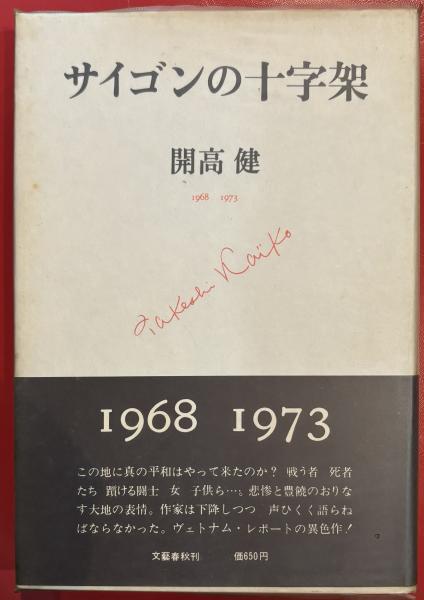 サイゴンの十字架
開高 健
1968 1973
Takeshi Kaiko
1968 1973
この地に真の平和はやって来たのか？ 戦う者 死者
たち 蹲ける闘士 女 子供ら…。悲惨と豊饒のおりな
す大地の表情。作家は下降しつつ 声ひくく語らね
ばならなかった。ヴェトナム・レポートの異色作！
文藝春秋刊 価650円